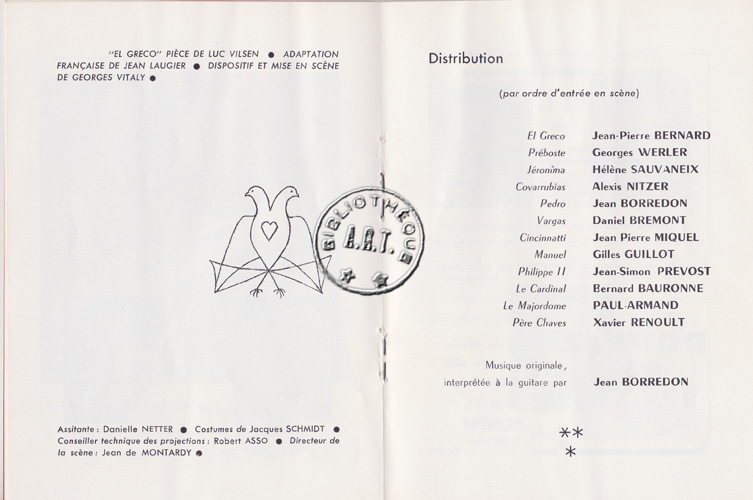 "EL GRECO" PIÈCE DE LUC VILSEN ● ADAPTATION
FRANÇAISE DE JEAN LAUGIER ● DISPOSITIF ET MISE EN SCÈNE
DE GEORGES VITALY ●
Assitante : Danielle NETTER ● Costumes de Jacques SCHMIDT ●
Conseiller technique des projections : Robert ASSO ● Directeur de
la scène : Jean de MONTARDY ●
BIBLIOTHÈQUE
A.R.T.
Distribution
(par ordre d'entrée en scène)
El Greco Jean-Pierre BERNARD
Préboste Georges WERLER
Jéronima Hélène SAUVANEIX
Covarrubias Alexis NITZER
Pedro Jean BORREDON
Vargas Daniel BREMONT
Cincinnatti Jean Pierre MIQUEL
Manuel Gilles GUILLOT
Philippe II Jean-Simon PREVOST
Le Cardinal Bernard BAURONNE
Le Majordome PAUL-ARMAND
Père Chaves Xavier RENOULT
Musique originale,
interprétée à la guitare par Jean BORREDON